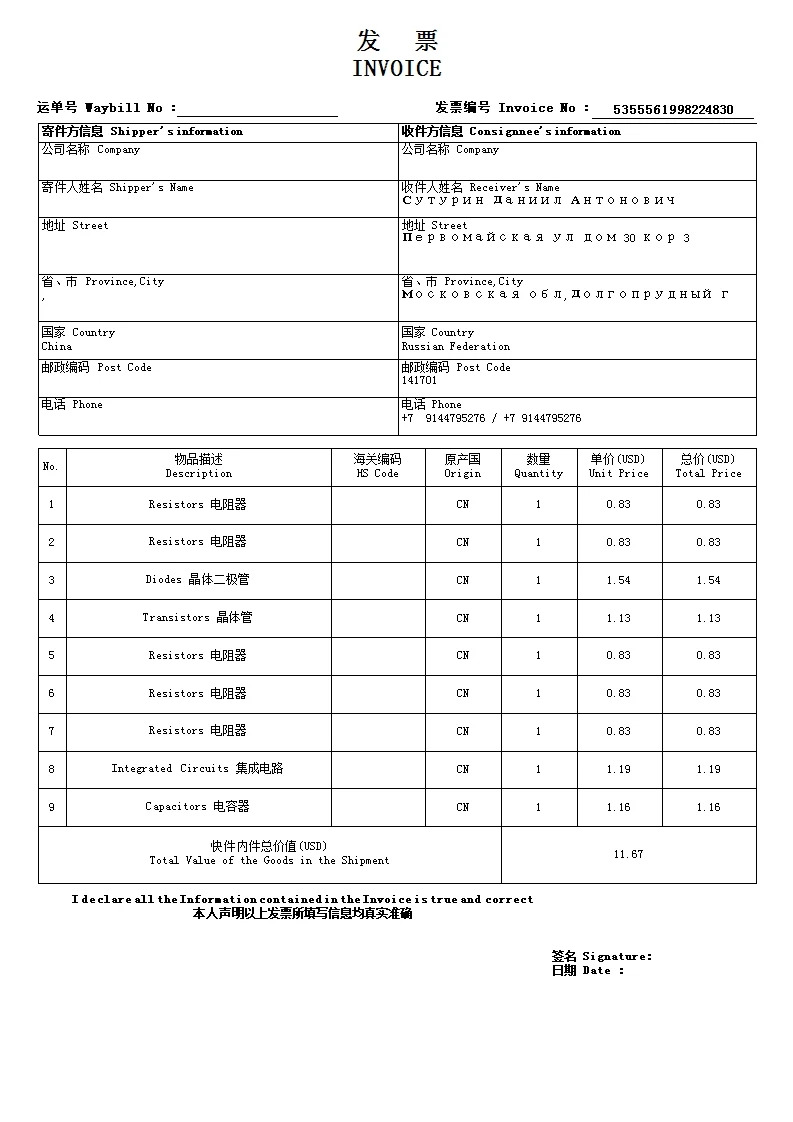 发 票
INVOICE
运单号 Waybill No : 发票编号 Invoice No : 5355561998224830
寄件方信息 Shipper's information 收件方信息 Consignnee's information
公司名称 Company 公司名称 Company
寄件人姓名 Shipper's Name 收件人姓名 Receiver's Name
Сутурин Даниил Антонович
地址 Street 地址 Street
Первомайская ул дом 30 кор 3
省、市 Province,City 省、市 Province,City
, Московская обл,Долгопрудный г
国家 Country 国家 Country
China Russian Federation
邮政编码 Post Code 邮政编码 Post Code
141701
电话 Phone 电话 Phone
+7 9144795276 / +7 9144795276
No. 物品描述 海关编码 原产国 数量 单价(USD) 总价(USD)
Description HS Code Origin Quantity Unit Price Total Price
1 Resistors 电阻器 CN 1 0.83 0.83
2 Resistors 电阻器 CN 1 0.83 0.83
3 Diodes 晶体二极管 CN 1 1.54 1.54
4 Transistors 晶体管 CN 1 1.13 1.13
5 Resistors 电阻器 CN 1 0.83 0.83
6 Resistors 电阻器 CN 1 0.83 0.83
7 Resistors 电阻器 CN 1 0.83 0.83
8 Integrated Circuits 集成电路 CN 1 1.19 1.19
9 Capacitors 电容器 CN 1 1.16 1.16
快件内件总价值(USD)
Total Value of the Goods in the Shipment 11.67
I declare all the Information contained in the Invoice is true and correct
本人声明以上发票所填写信息均真实准确
签名 Signature:
日期 Date :